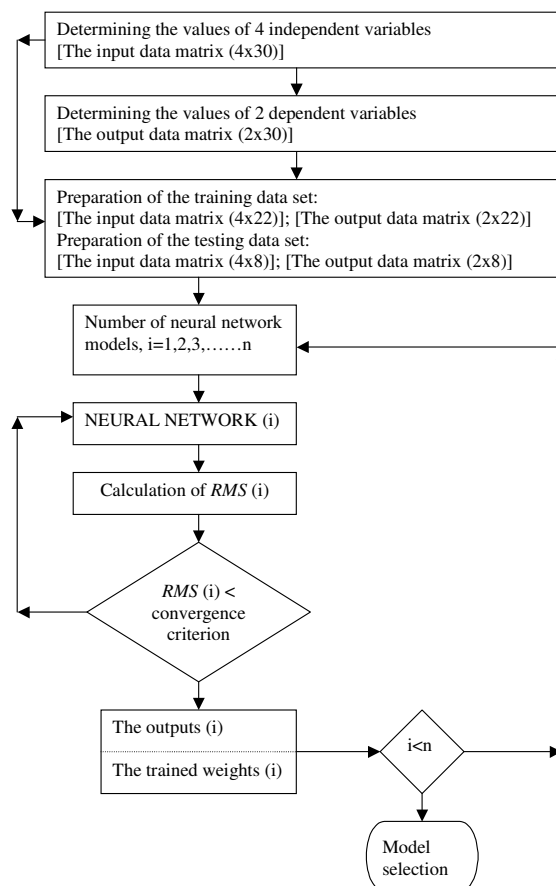 Determining the values of 4 independent variables
[The input data matrix (4x30)]
Determining the values of 2 dependent variables
[The output data matrix (2x30)]
Preparation of the training data set:
[The input data matrix (4x22)]; [The output data matrix (2x22)]
Preparation of the testing data set:
[The input data matrix (4x8)]; [The output data matrix (2x8)]
Number of neural network
models, i=1,2,3,……n
NEURAL NETWORK (i)
Calculation of RMS (i)
RMS (i) <
convergence
criterion
The outputs (i)
The trained weights (i)
i<n
Model
selection